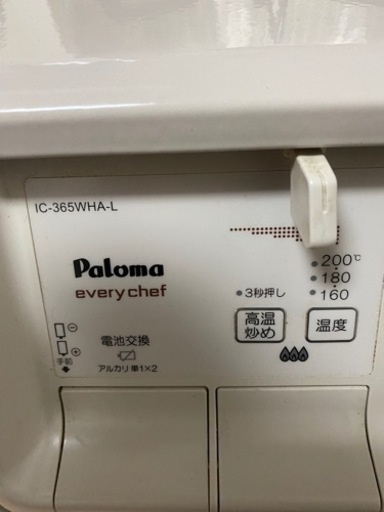 IC-365WHA-L
Paloma
every chef
200℃
180
160
3秒押し
高温
炒め
温度
電池交換
アルカリ 単1×2
⊖
⊕
手前